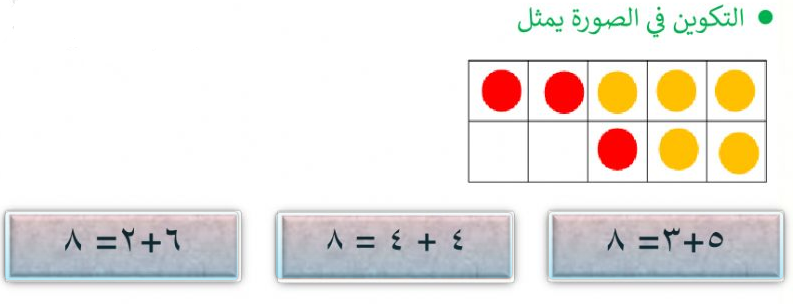 ● التكوين في الصورة يمثل
٥+٣= ٨
٤ + ٤ = ٨
٦+٢= ٨